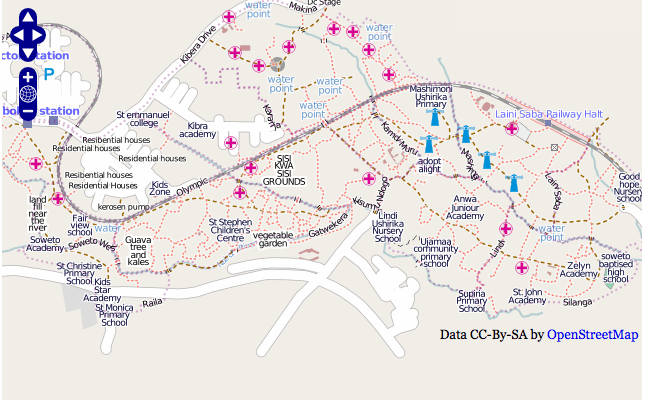 Dc Stage
Makina
water
point
Kibera Drive
water
point
water
point
water
point
water
point
P
station
station
St emmanuel
college
Kibra
academy
Mashimoni
Ushirika
Primary
Laini Saba Railway Halt
Kamdi Muru
adopt
alight
Residential houses
Residential houses
Residential houses
Residential houses
Residential Houses
SISI
KWA
SISI
GROUNDS
Kids
Zone
Olympic
kerosen pump
land
fill
near
the
river
Fair
view
school
water
Soweto
Academy
Soweto West
Guava
tree
and
kales
St Stephen
Children's
Centre
vegetable
garden
Gatwekera
Lindi
Ushirika
Nursery
School
Anwa
Juniour
Academy
Good
hope
Nursery
school
Ujamaa
community
primary
school
Lindi
water
point
Zelyn
Academy
soweto
baptised
high
school
St Christine
Primary
School
Kids
Star
Academy
St Monica
Primary
School
Raila
Supiria
Primary
School
St. John
Academy
Silanga
Data CC-By-SA by OpenStreetMap